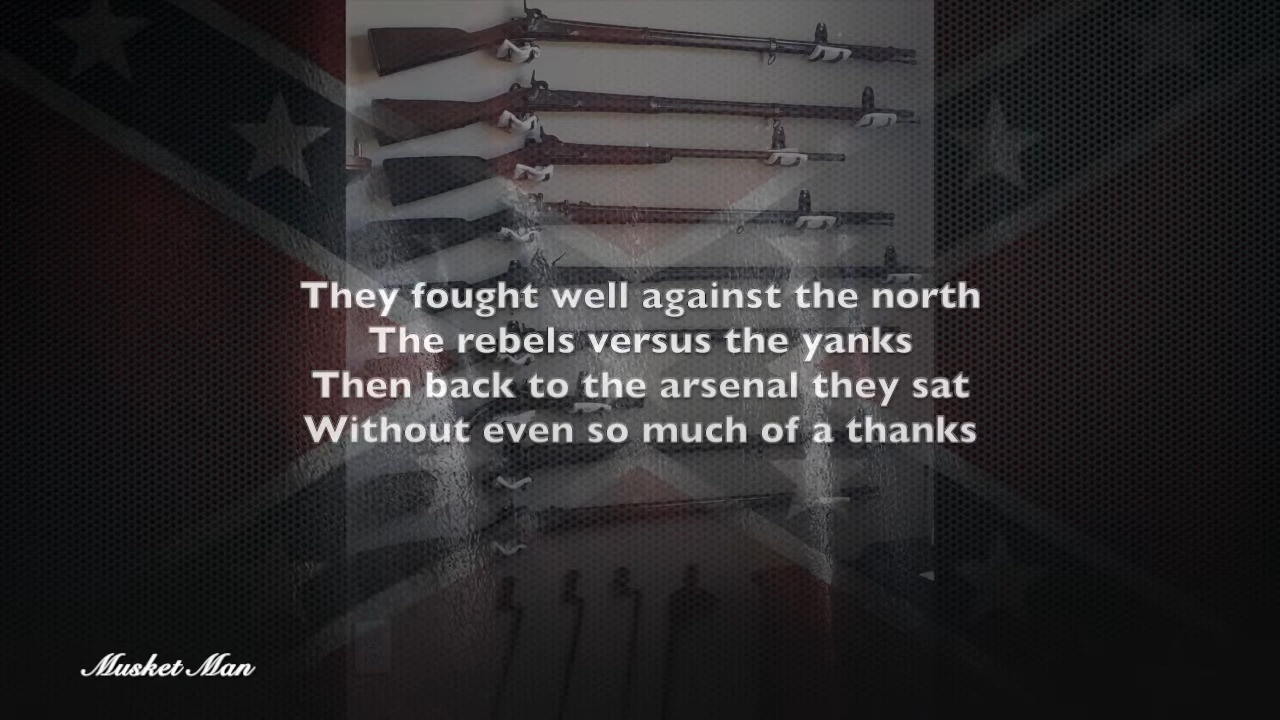 They fought well against the north
The rebels versus the yanks
Then back to the arsenal they sat
Without even so much of a thanks
Musket Man